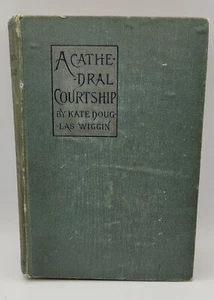 A CATHE-
-DRAL
COURTSHIP
BY KATE DOUG-
LAS WIGGIN